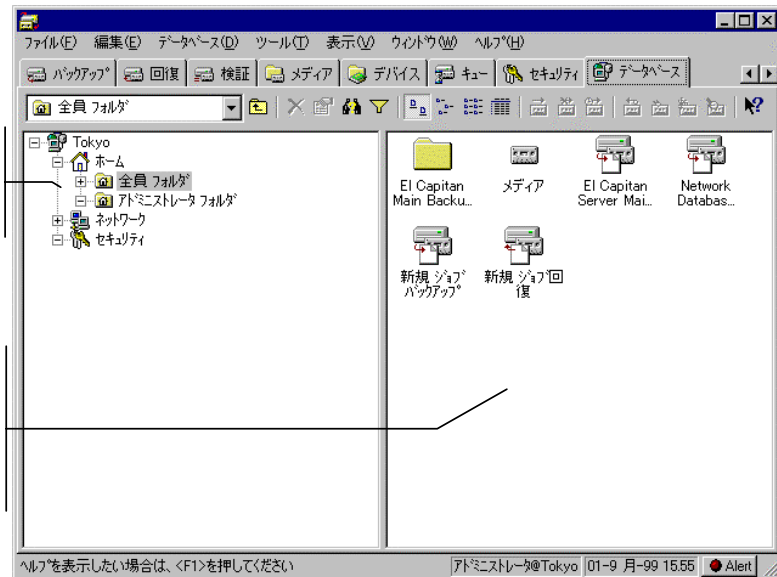 ﾌｧｲﾙ(F) 編集(E) ﾃﾞｰﾀﾍﾞｰｽ(D) ツール(T) 表示(V) ｳｨﾝﾄﾞｳ(W) ﾍﾙﾌﾟ(H)
ﾊﾞｯｸｱｯﾌﾟ 回復 検証 メディア デバイス キュー セキュリティ ﾃﾞｰﾀﾍﾞｰｽ
全員 ﾌｫﾙﾀﾞ
Tokyo
ホーム
全員 ﾌｫﾙﾀﾞ
ｱﾄﾞﾐﾆｽﾄﾚｰﾀ ﾌｫﾙﾀﾞ
ﾈｯﾄﾜｰｸ
セキュリティ
El Capitan Main Backu...
メディア
El Capitan Server Mai...
Network Databas...
新規 ｼﾞｮﾌﾞ ﾊﾞｯｸｱｯﾌﾟ
新規 ｼﾞｮﾌﾞ回復
ﾍﾙﾌﾟを表示したい場合は、<F1>を押してください
ｱﾄﾞﾐﾆｽﾄﾚｰﾀ@Tokyo 01-9 月-99 15.55 Alert